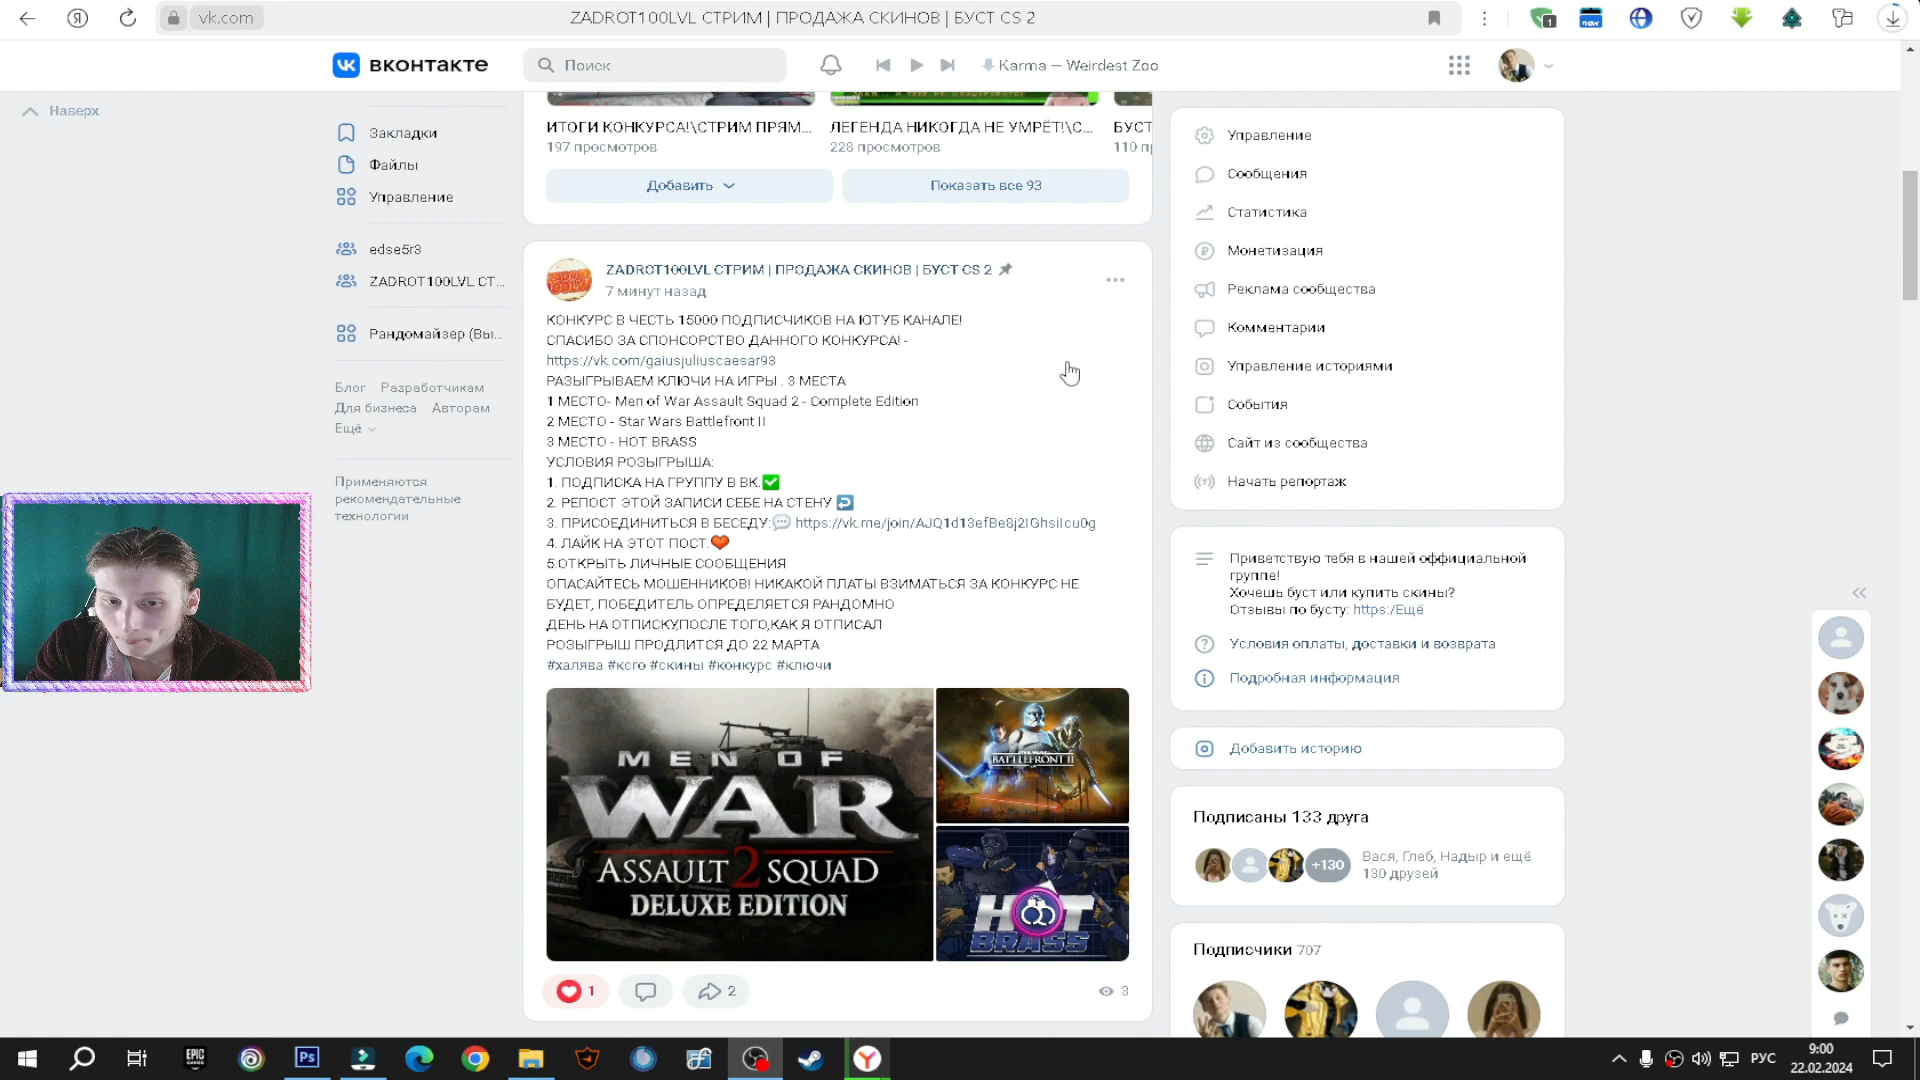 vk.com
ZADROT100LVL СТРИМ | ПРОДАЖА СКИНОВ | БУСТ CS 2
вконтакте
Поиск
Karma — Weirdest Zoo
Наверх
Закладки
Файлы
Управление
edse5r3
ZADROT100LVL СТ...
Рандомайзер (Вы...
Блог Разработчикам
Для бизнеса Авторам
Ещё
Применяются
рекомендательные
технологии
ИТОГИ КОНКУРСА!\СТРИМ ПРЯМ...
197 просмотров
ЛЕГЕНДА НИКОГДА НЕ УМРЁТ!\С...
228 просмотров
БУСТ
110 п
Добавить
Показать все 93
ZADROT100LVL СТРИМ | ПРОДАЖА СКИНОВ | БУСТ CS 2
7 минут назад
КОНКУРС В ЧЕСТЬ 15000 ПОДПИСЧИКОВ НА ЮТУБ КАНАЛЕ!
СПАСИБО ЗА СПОНСОРСТВО ДАННОГО КОНКУРСА! -
https://vk.com/gaiusjuliuscaesar93
РАЗЫГРЫВАЕМ КЛЮЧИ НА ИГРЫ . 3 МЕСТА
1 МЕСТО- Men of War Assault Squad 2 - Complete Edition
2 МЕСТО - Star Wars Battlefront II
3 МЕСТО - HOT BRASS
УСЛОВИЯ РОЗЫГРЫША:
1. ПОДПИСКА НА ГРУППУ В ВК.✅
2. РЕПОСТ ЭТОЙ ЗАПИСИ СЕБЕ НА СТЕНУ ↩
3. ПРИСОЕДИНИТЬСЯ В БЕСЕДУ:💬 https://vk.me/join/AJQ1d13efBe8j2IGhsiIcu0g
4. ЛАЙК НА ЭТОТ ПОСТ.❤
5.ОТКРЫТЬ ЛИЧНЫЕ СООБЩЕНИЯ
ОПАСАЙТЕСЬ МОШЕННИКОВ! НИКАКОЙ ПЛАТЫ ВЗИМАТЬСЯ ЗА КОНКУРС НЕ
БУДЕТ, ПОБЕДИТЕЛЬ ОПРЕДЕЛЯЕТСЯ РАНДОМНО
ДЕНЬ НА ОТПИСКУ,ПОСЛЕ ТОГО,КАК Я ОТПИСАЛ
РОЗЫГРЫШ ПРОДЛИТСЯ ДО 22 МАРТА
#халява #ксго #скины #конкурс #ключи
MEN OF
WAR
ASSAULT 2 SQUAD
DELUXE EDITION
BATTLEFRONT II
HOT
BRASS
1
2
3
Управление
Сообщения
Статистика
Монетизация
Реклама сообщества
Комментарии
Управление историями
События
Сайт из сообщества
Начать репортаж
Приветствую тебя в нашей оффициальной
группе!
Хочешь буст или купить скины?
Отзывы по бусту: https:/Ещё
Условия оплаты, доставки и возврата
Подробная информация
Добавить историю
Подписаны 133 друга
+130
Вася, Глеб, Надыр и ещё
130 друзей
Подписчики 707
EPIC
Ps
РУС
9:00
22.02.2024